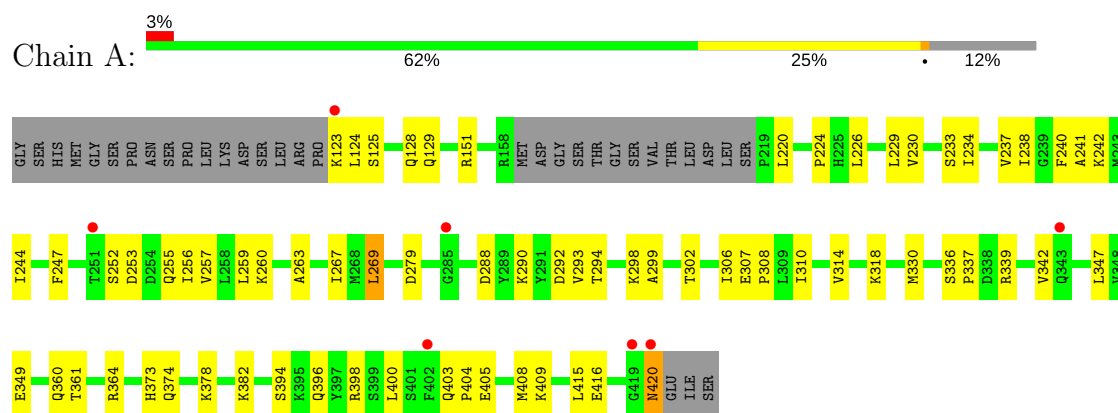 3%
Chain A:
62% 25% • 12%
GLY SER HIS MET GLY SER PRO ASN SER PRO LEU LYS ASP SER LEU ARG PRO K123 L124 S125 Q128 Q129 R151 R158 MET ASP GLY SER THR GLY SER VAL THR LEU ASP LEU SER P219 L220 P224 H225 L226 L229 V230 S233 I234 V237 I238 G239 F240 A241 K242 M243
I244 F247 T251 S252 D253 D254 Q255 I256 V257 L258 L259 K260 A263 I267 M268 L269 D279 G285 D288 Y289 K290 Y291 D292 V293 T294 K298 A299 T302 I306 E307 P308 L309 I310 V314 K318 M330 S336 P337 D338 R339 V342 Q343 L347
E349 Q360 T361 R364 H373 Q374 K378 K382 S394 K395 Q396 Y397 R398 S399 L400 S401 F402 Q403 P404 E405 M408 K409 L415 E416 G419 N420 GLU ILE SER